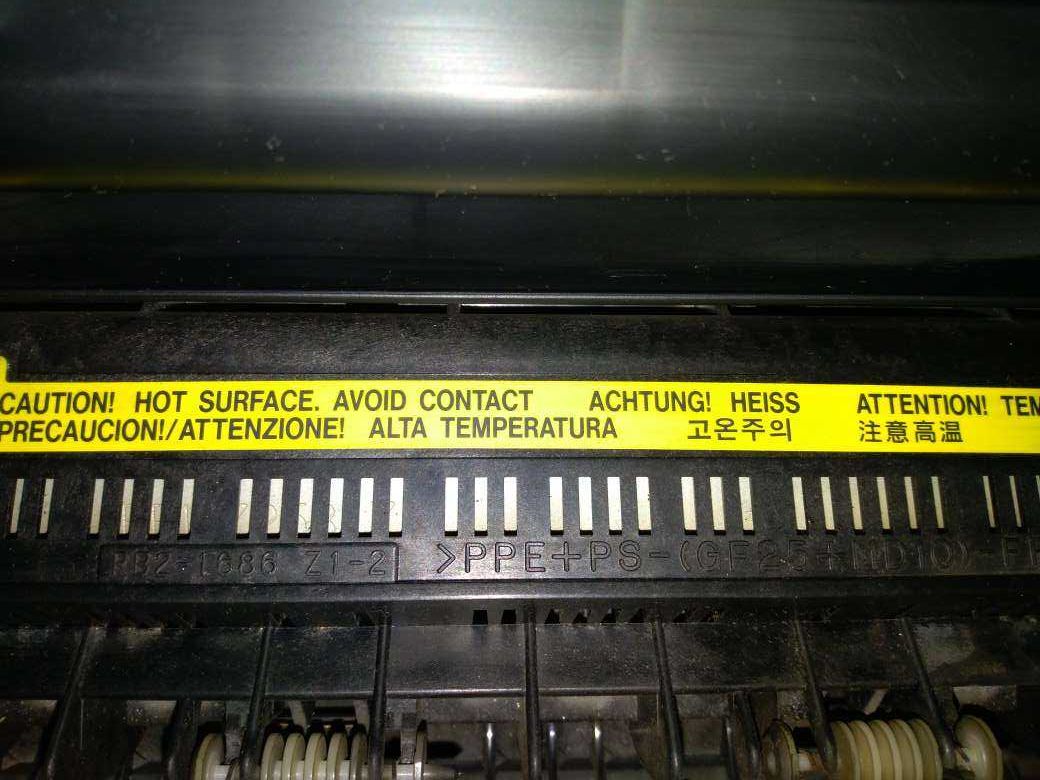 CAUTION! HOT SURFACE. AVOID CONTACT ACHTUNG! HEISS ATTENTION! TEM
PRECAUCION!/ATTENZIONE! ALTA TEMPERATURA 고온주의 注意高温
RB2-1686 Z1-2 >PPE+PS-(GF25+MD10)-F